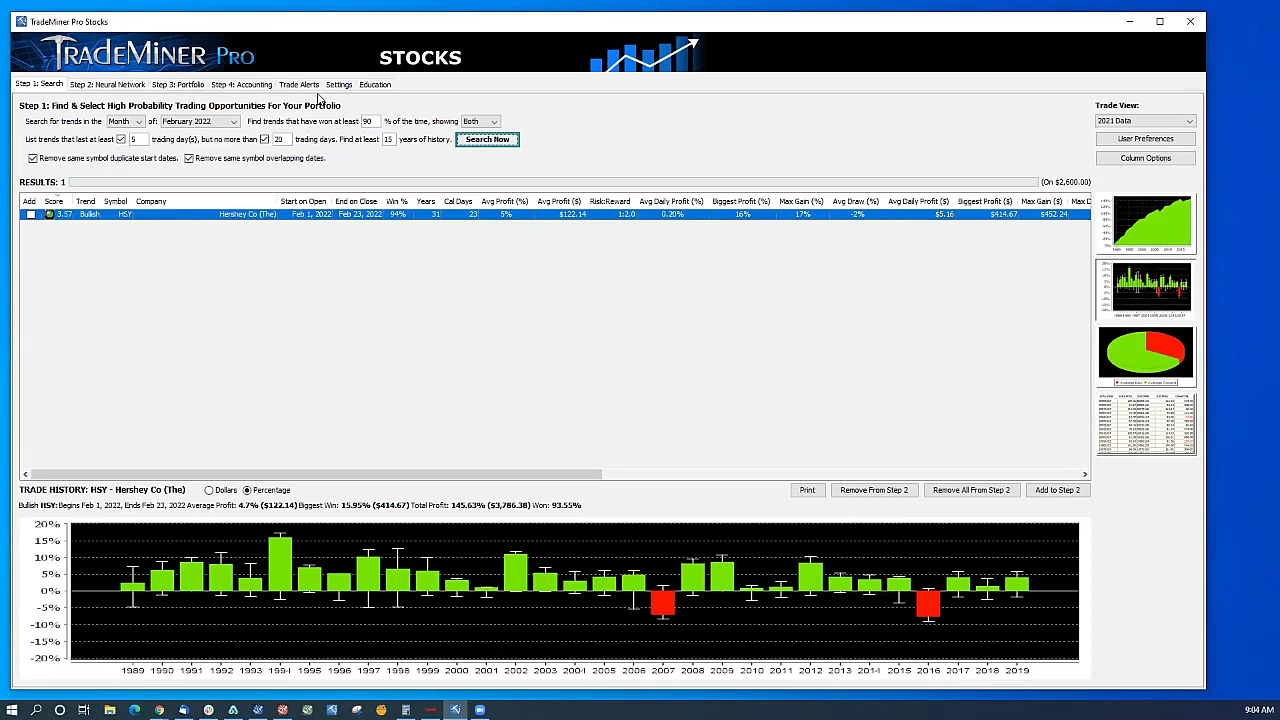 TradeMiner Pro Stocks
TRADEMINER PRO
STOCKS
Step 1: Search
Step 2: Neural Network
Step 3: Portfolio
Step 4: Accounting
Trade Alerts
Settings
Education
Step 1: Find & Select High Probability Trading Opportunities For Your Portfolio
Search for trends in the Month of: February 2022 Find trends that have won at least 90 % of the time, showing Both
List trends that last at least 5 trading day(s), but no more than 20 trading days. Find at least 15 years of history. Search Now
Remove same symbol duplicate start dates. Remove same symbol overlapping dates.
Trade View:
2021 Data
User Preferences
Column Options
RESULTS: 1
(On $2,600.00)
Add Score Trend Symbol Company Start on Open End on Close Win % Years Cal Days Avg Profit (%) Avg Profit ($) Risk:Reward Avg Daily Profit (%) Biggest Profit (%) Max Gain (%) Avg Draw (%) Avg Daily Profit ($) Biggest Profit ($) Max Gain ($) Max D
3.57 Bullish HSY Hershey Co (The) Feb 1, 2022 Feb 23, 2022 94% 31 23 5% $122.14 1:2.0 0.20% 16% 17% -2% $5.16 $414.67 $452.24
TRADE HISTORY: HSY - Hershey Co (The)
Dollars
Percentage
Print
Remove From Step 2
Remove All From Step 2
Add to Step 2
Bullish HSY: Begins Feb 1, 2022, Ends Feb 23, 2022 Average Profit: 4.7% ($122.14) Biggest Win: 15.95% ($414.67) Total Profit: 145.63% ($3,786.38) Won: 93.55%
20%
15%
10%
5%
0%
-5%
-10%
-15%
-20%
1989 1990 1991 1992 1993 1994 1995 1996 1997 1998 1999 2000 2001 2002 2003 2004 2005 2006 2007 2008 2009 2010 2011 2012 2013 2014 2015 2016 2017 2018 2019
9:04 AM